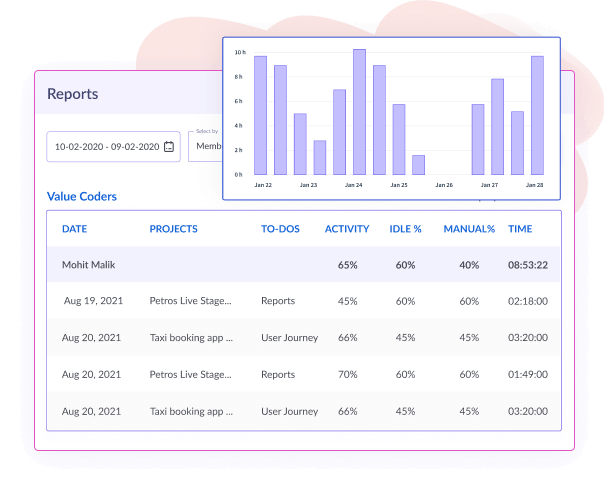 10 h
8 h
6 h
4 h
2 h
0 h
Jan 22 Jan 23 Jan 24 Jan 25 Jan 26 Jan 27 Jan 28
Reports
Select by
10-02-2020 - 09-02-2020
Value Coders
DATE PROJECTS TO-DOS ACTIVITY IDLE % MANUAL% TIME
Mohit Malik 65% 60% 40% 08:53:22
Aug 19, 2021 Petros Live Stage... Reports 45% 60% 60% 02:18:00
Aug 20, 2021 Taxi booking app ... User Journey 66% 45% 45% 03:20:00
Aug 20, 2021 Petros Live Stage... Reports 70% 60% 60% 01:49:00
Aug 20, 2021 Taxi booking app ... User Journey 66% 45% 45% 03:20:00